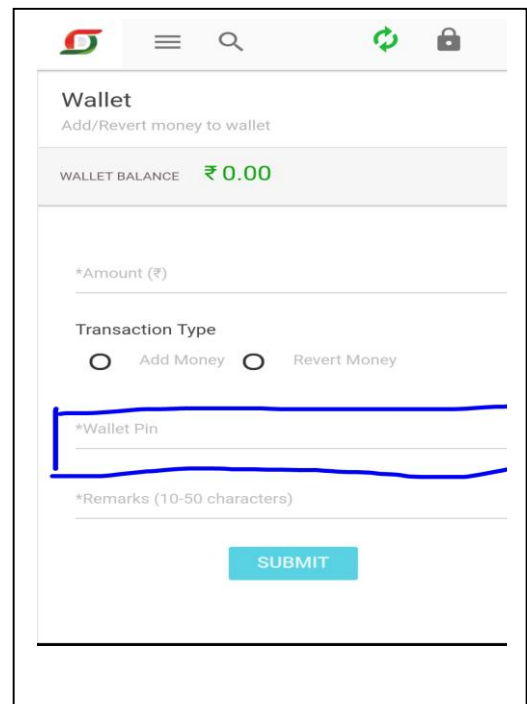 Wallet
Add/Revert money to wallet
WALLET BALANCE ₹ 0.00
*Amount (₹)
Transaction Type
Add Money Revert Money
*Wallet Pin
*Remarks (10-50 characters)
SUBMIT